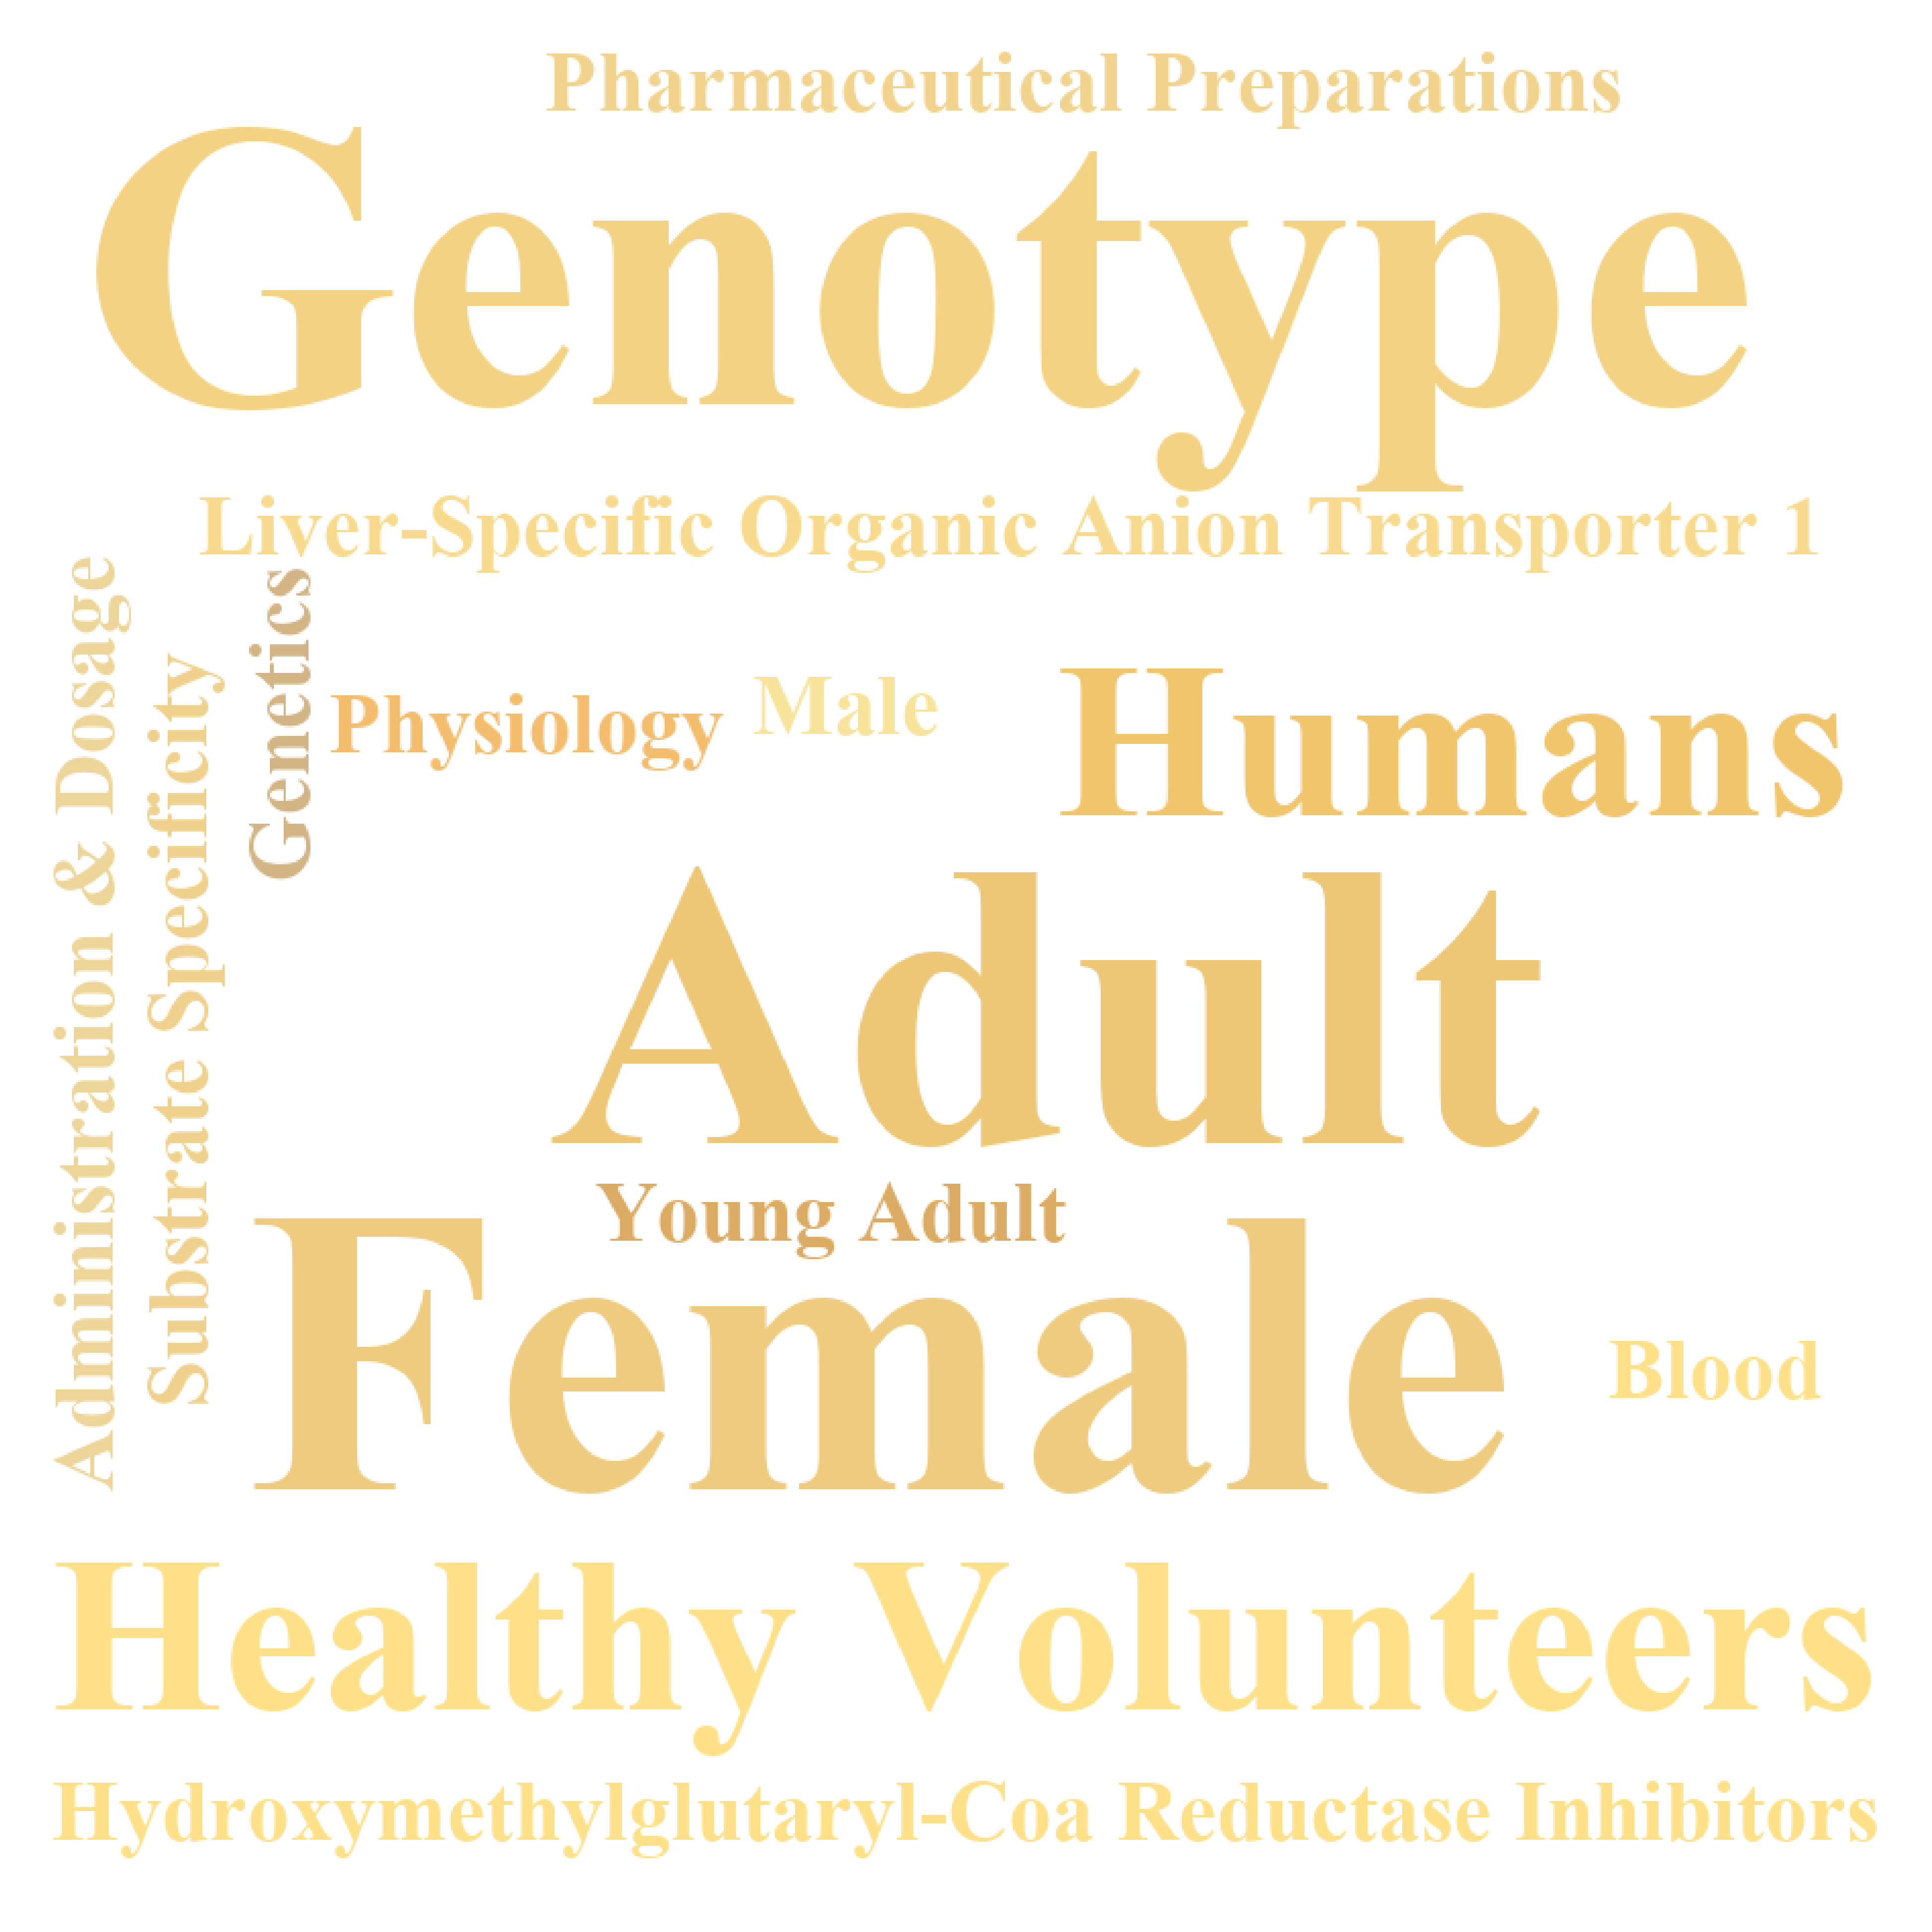 Pharmaceutical Preparations
Genotype
Liver-Specific Organic Anion Transporter 1
Administration & Dosage
Substrate Specificity
Genetics
Physiology
Male
Humans
Adult
Young Adult
Female
Blood
Healthy Volunteers
Hydroxymethylglutaryl-Coa Reductase Inhibitors